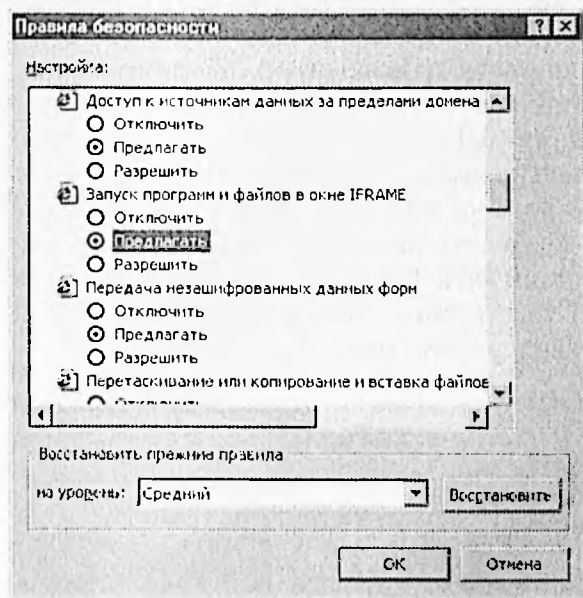 Правила безопасности
Настройка:
Доступ к источникам данных за пределами домена
Отключить
Предлагать
Разрешить
Запуск программ и файлов в окне IFRAME
Отключить
Предлагать
Разрешить
Передача незашифрованных данных форм
Отключить
Предлагать
Разрешить
Перетаскивание или копирование и вставка файлов
Отключить
Восстановить прежние правила
на уровень: Средний Восстановить
OK Отмена